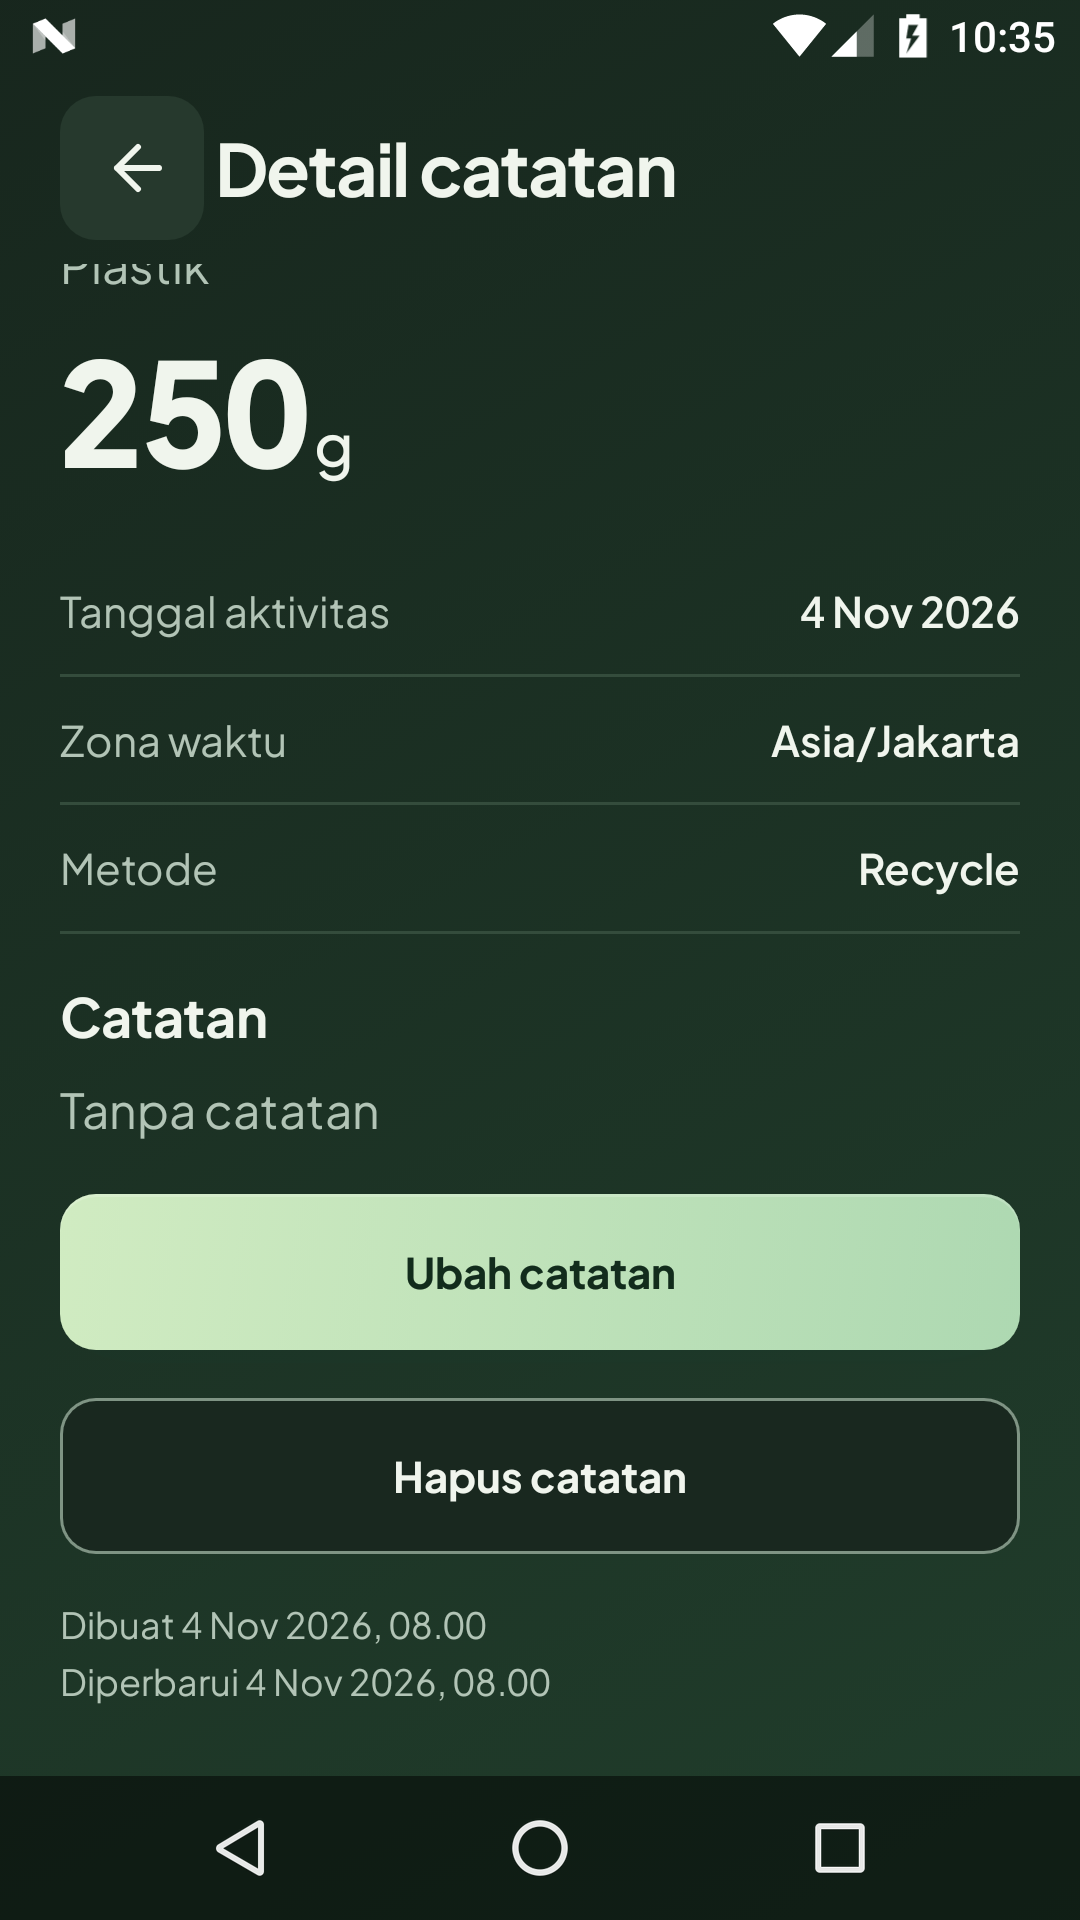 10:35
Detail catatan
Plastik
250 g
Tanggal aktivitas 4 Nov 2026
Zona waktu Asia/Jakarta
Metode Recycle
Catatan
Tanpa catatan
Ubah catatan
Hapus catatan
Dibuat 4 Nov 2026, 08.00
Diperbarui 4 Nov 2026, 08.00